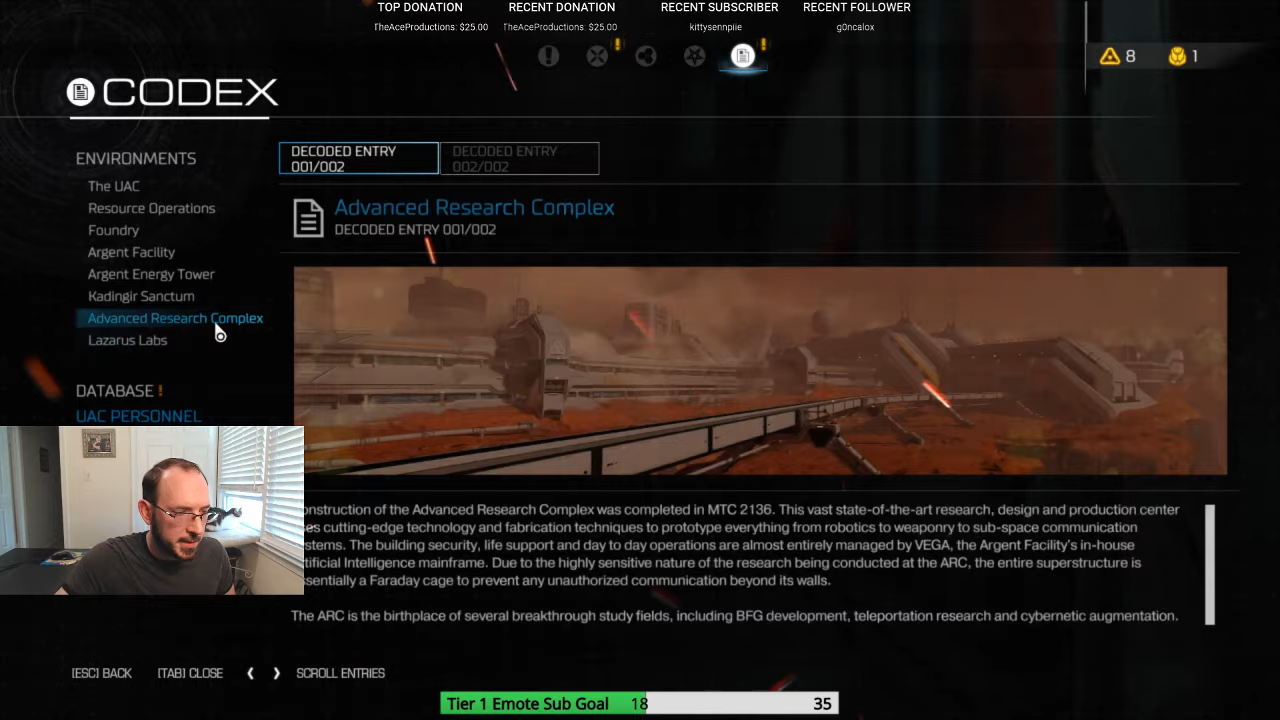 TOP DONATION
RECENT DONATION
RECENT SUBSCRIBER
RECENT FOLLOWER
TheAceProductions: $25.00
TheAceProductions: $25.00
kittysennpiie
g0ncalox
8
1
CODEX
ENVIRONMENTS
The UAC
Resource Operations
Foundry
Argent Facility
Argent Energy Tower
Kadingir Sanctum
Advanced Research Complex
Lazarus Labs
DATABASE !
UAC PERSONNEL
DECODED ENTRY
001/002
DECODED ENTRY
002/002
Advanced Research Complex
DECODED ENTRY 001/002
of the Advanced Research Complex was completed in MTC 2136. This vast state-of-the-art research, design and production center
cutting-edge technology and fabrication techniques to prototype everything from robotics to weaponry to sub-space communication
The building security, life support and day to day operations are almost entirely managed by VEGA, the Argent Facility's in-house
Intelligence mainframe. Due to the highly sensitive nature of the research being conducted at the ARC, the entire superstructure is
a Faraday cage to prevent any unauthorized communication beyond its walls.
The ARC is the birthplace of several breakthrough study fields, including BFG development, teleportation research and cybernetic augmentation.
[ESC] BACK
[TAB] CLOSE
❮ ❯ SCROLL ENTRIES
Tier 1 Emote Sub Goal 18 35